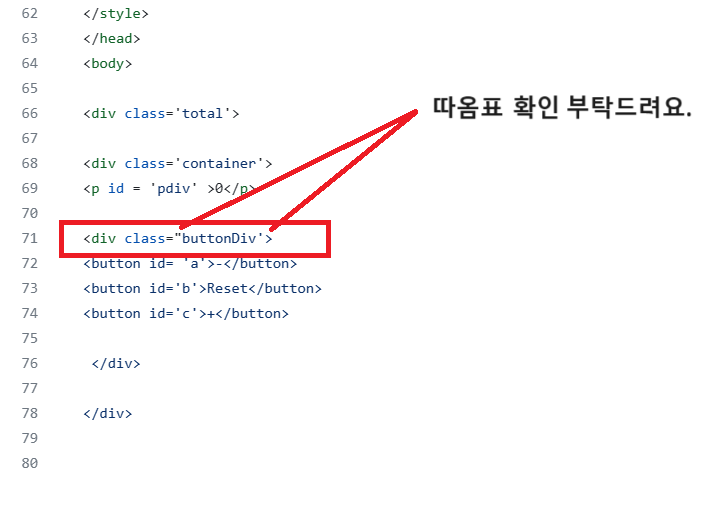 62 </style>
63 </head>
64 <body>
65
따옴표 확인 부탁드려요.
66 <div class='total'>
67
68 <div class='container'>
69 <p id = 'pdiv' >0</p>
70
71 <div class="buttonDiv'>
72 <button id= 'a'>-</button>
73 <button id='b'>Reset</button>
74 <button id='c'>+</button>
75
76 </div>
77
78 </div>
79
80